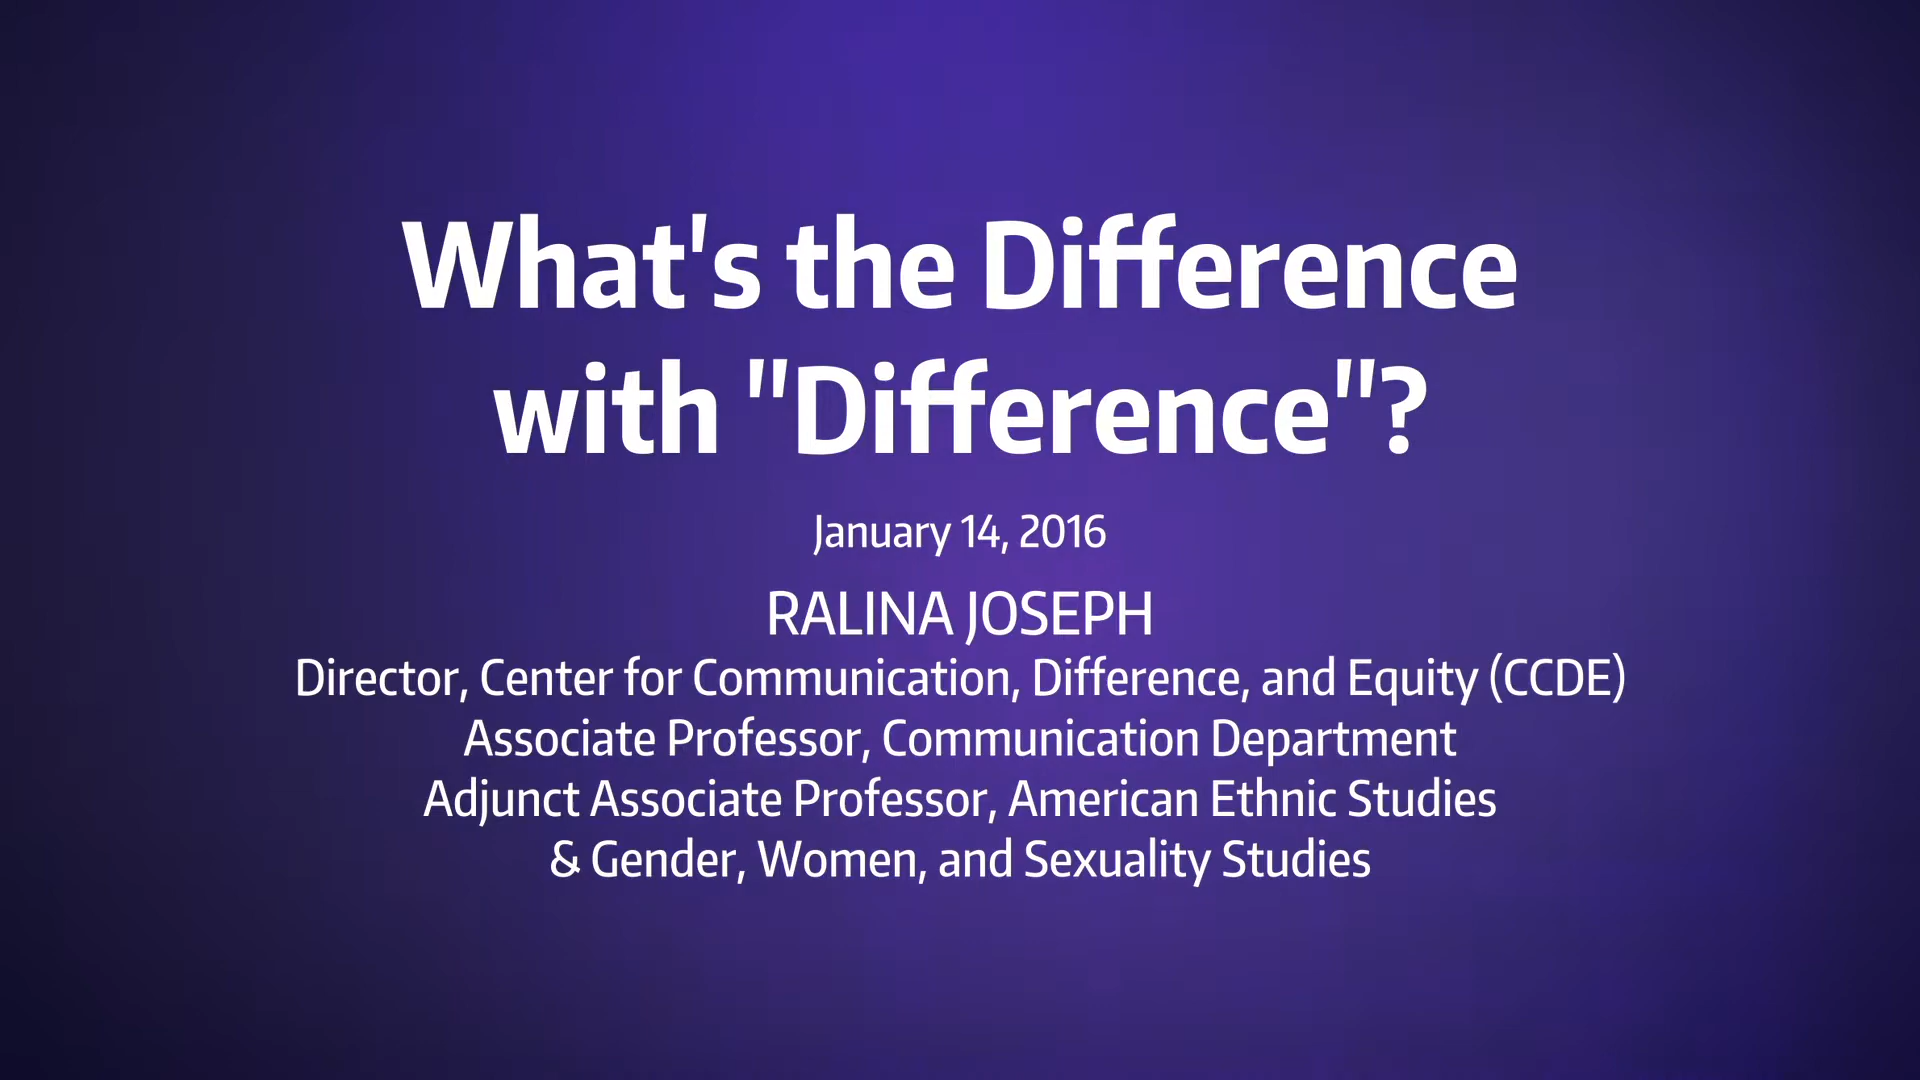 What's the Difference
with "Difference"?
January 14, 2016
RALINA JOSEPH
Director, Center for Communication, Difference, and Equity (CCDE)
Associate Professor, Communication Department
Adjunct Associate Professor, American Ethnic Studies
& Gender, Women, and Sexuality Studies